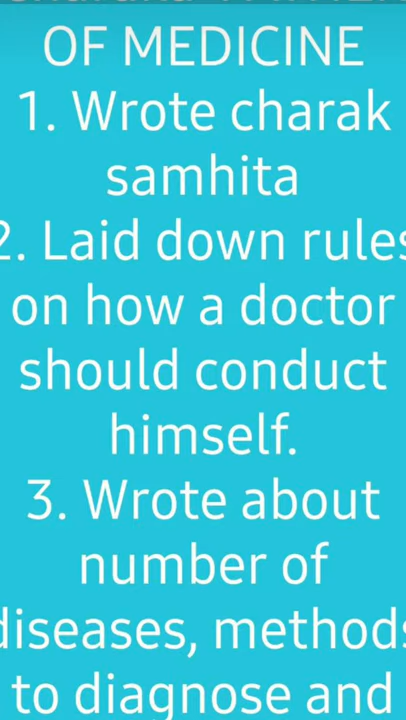 OF MEDICINE
1. Wrote charak
samhita
2. Laid down rules
on how a doctor
should conduct
himself.
3. Wrote about
number of
diseases, methods
to diagnose and